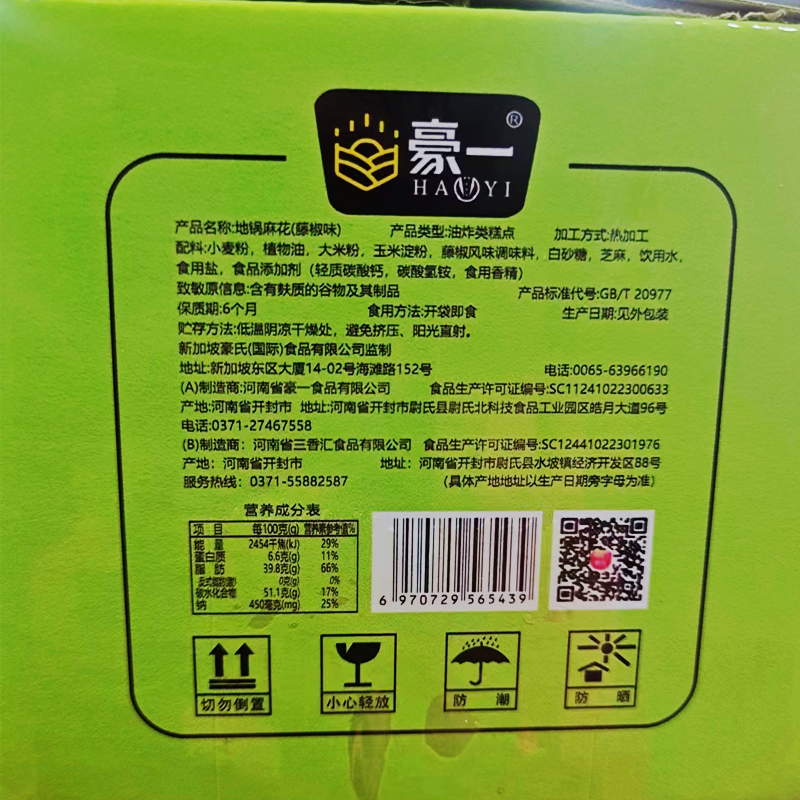 豪一®
HAOYI
产品名称:地锅麻花(藤椒味) 产品类型:油炸类糕点 加工方式:热加工
配料:小麦粉，植物油，大米粉，玉米淀粉，藤椒风味调味料，白砂糖，芝麻，饮用水，
食用盐，食品添加剂（轻质碳酸钙，碳酸氢铵，食用香精）
致敏原信息:含有麸质的谷物及其制品 产品标准代号:GB/T 20977
保质期:6个月 食用方法:开袋即食 生产日期:见外包装
贮存方法:低温阴凉干燥处，避免挤压、阳光直射。
新加坡豪氏(国际)食品有限公司监制
地址:新加坡东区大厦14-02号海滩路152号 电话:0065-63966190
(A)制造商:河南省豪一食品有限公司 食品生产许可证编号:SC11241022300633
产地:河南省开封市 地址:河南省开封市尉氏县尉氏北科技食品工业园区皓月大道96号
电话:0371-27467558
(B)制造商：河南省三香汇食品有限公司 食品生产许可证编号:SC12441022301976
产地：河南省开封市 地址：河南省开封市尉氏县水坡镇经济开发区88号
服务热线：0371-55882587 （具体产地地址以生产日期旁字母为准）
营养成分表
项 目 每100克(g) 营养素参考值%
能 量 2454千焦(kJ) 29%
蛋白质 6.6克(g) 11%
脂 肪 39.8克(g) 66%
0克(g) 0%
碳水化合物 51.1克(g) 17%
钠 450毫克(mg) 25%
6 970729 565439
切勿倒置 小心轻放 防 潮 防 晒